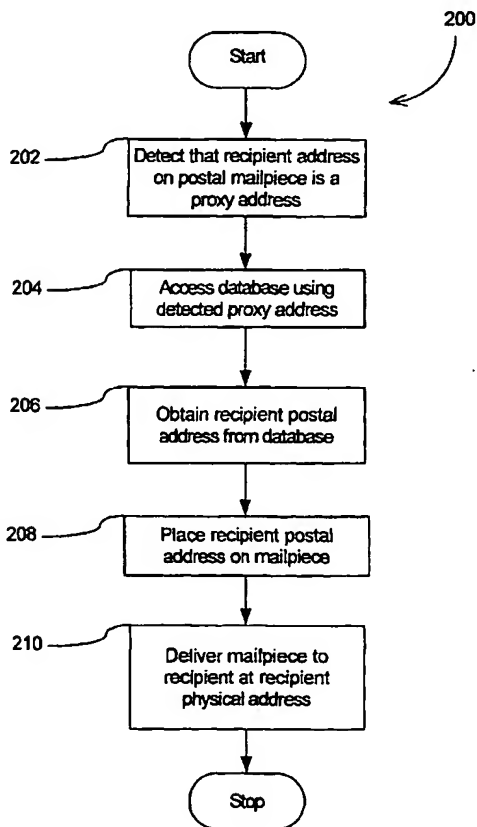 200
Start
202
Detect that recipient address
on postal mailpiece is a
proxy address
204
Access database using
detected proxy address
206
Obtain recipient postal
address from database
208
Place recipient postal
address on mailpiece
210
Deliver mailpiece to
recipient at recipient
physical address
Stop